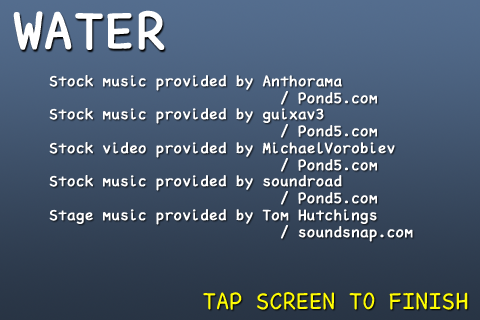 WATER
Stock music provided by Anthorama
/ Pond5.com
Stock music provided by guixav3
/ Pond5.com
Stock video provided by MichaelVorobiev
/ Pond5.com
Stock music provided by soundroad
/ Pond5.com
Stage music provided by Tom Hutchings
/ soundsnap.com
TAP SCREEN TO FINISH